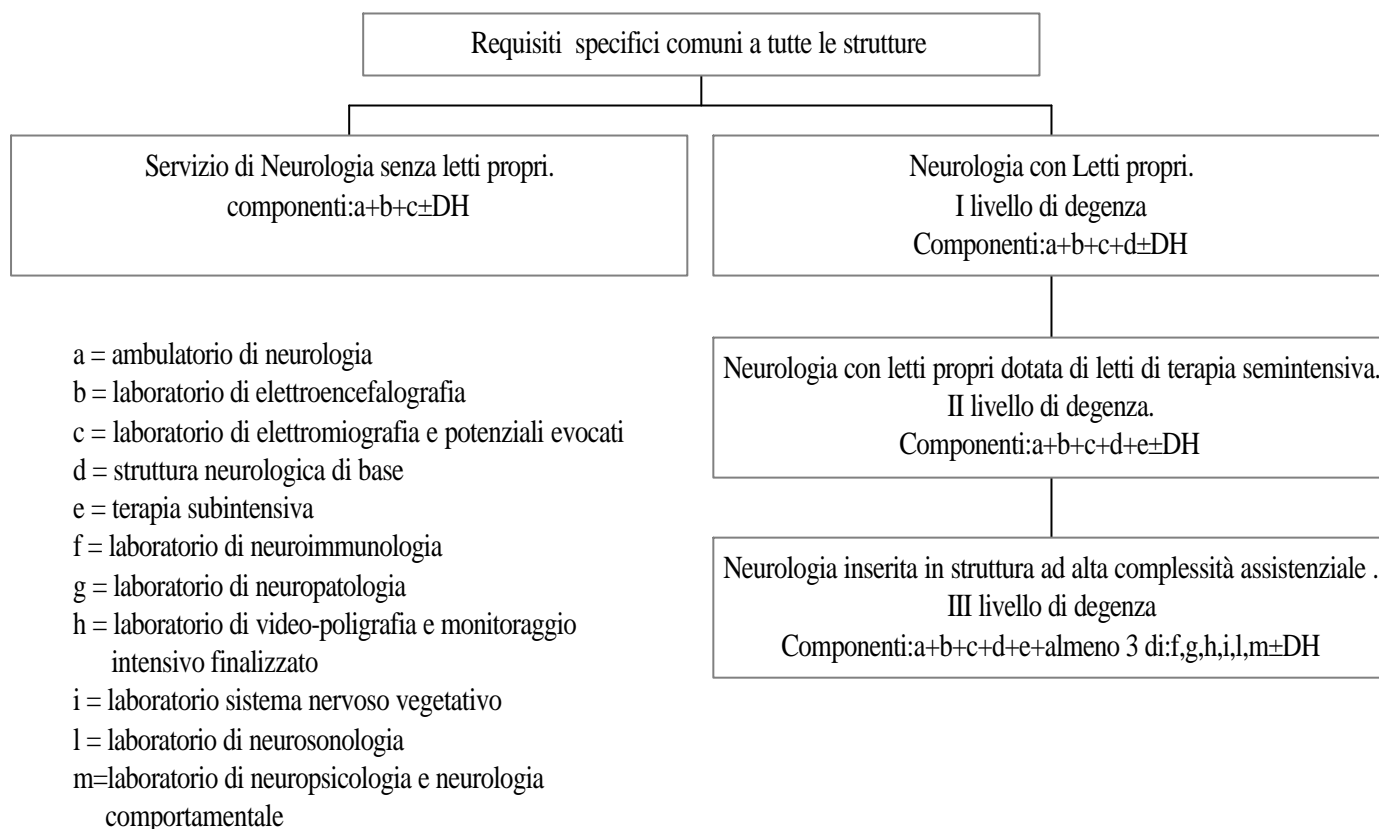 Requisiti specifici comuni a tutte le strutture
Servizio di Neurologia senza letti propri.
componenti:a+b+c±DH
Neurologia con Letti propri.
I livello di degenza
Componenti:a+b+c+d±DH
a = ambulatorio di neurologia
b = laboratorio di elettroencefalografia
c = laboratorio di elettromiografia e potenziali evocati
d = struttura neurologica di base
e = terapia subintensiva
f = laboratorio di neuroimmunologia
g = laboratorio di neuropatologia
h = laboratorio di video-poligrafia e monitoraggio
intensivo finalizzato
i = laboratorio sistema nervoso vegetativo
l = laboratorio di neurosonologia
m=laboratorio di neuropsicologia e neurologia
comportamentale
Neurologia con letti propri dotata di letti di terapia semintensiva.
II livello di degenza.
Componenti:a+b+c+d+e±DH
Neurologia inserita in struttura ad alta complessità assistenziale .
III livello di degenza
Componenti:a+b+c+d+e+almeno 3 di:f,g,h,i,l,m±DH